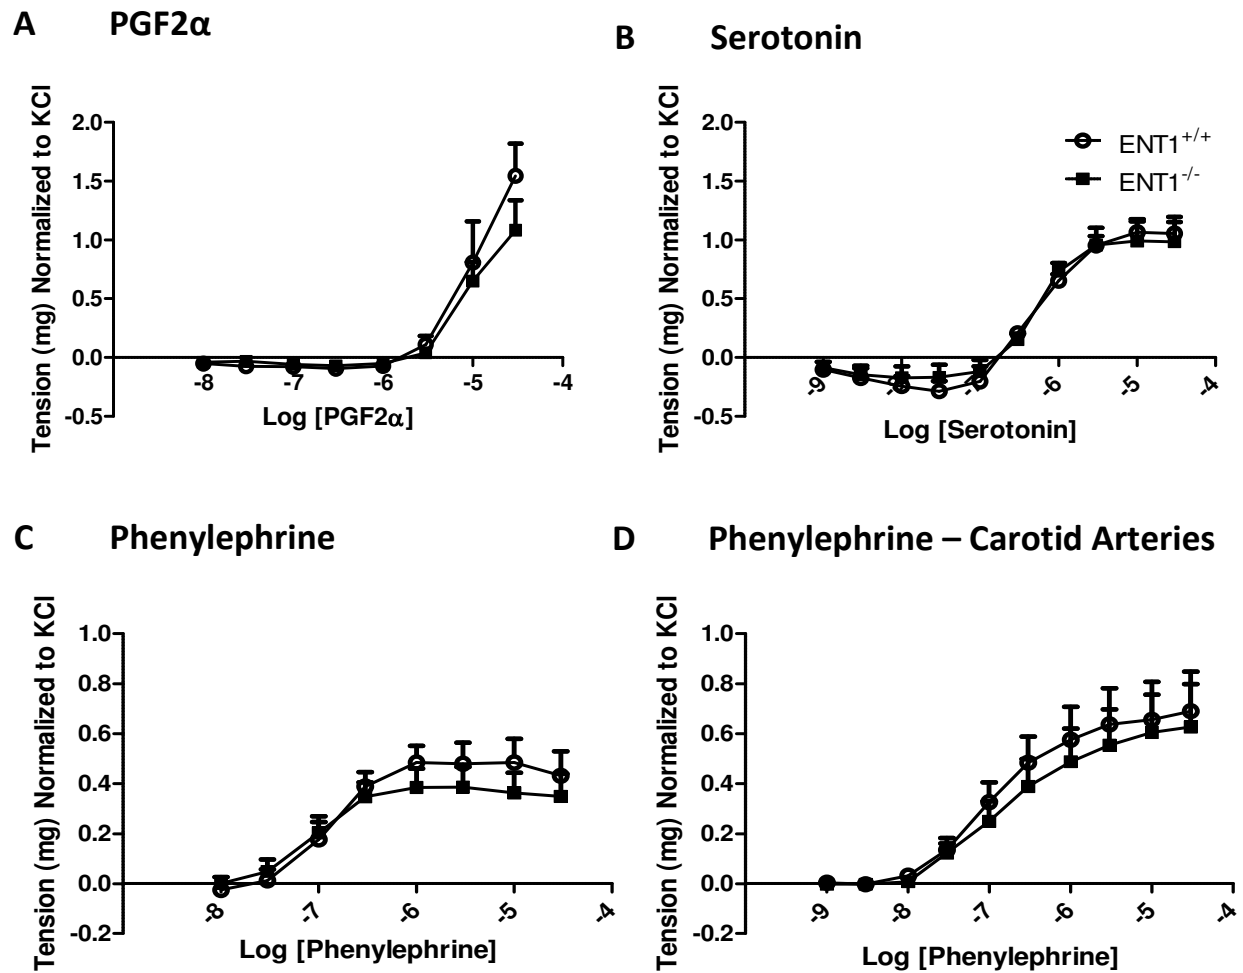 A PGF2α
Tension (mg) Normalized to KCl
2.0
1.5
1.0
0.5
0.0
-0.5
-8 -7 -6 -5 -4
Log [PGF2α]
B Serotonin
Tension (mg) Normalized to KCl
2.0
1.5
1.0
0.5
0.0
-0.5
ENT1+/+
ENT1-/-
-9 -8 -7 -6 -5 -4
Log [Serotonin]
C Phenylephrine
Tension (mg) Normalized to KCl
1.0
0.8
0.6
0.4
0.2
0.0
-0.2
-8 -7 -6 -5 -4
Log [Phenylephrine]
D Phenylephrine – Carotid Arteries
Tension (mg) Normalized to KCl
1.0
0.8
0.6
0.4
0.2
0.0
-0.2
-9 -8 -7 -6 -5 -4
Log [Phenylephrine]